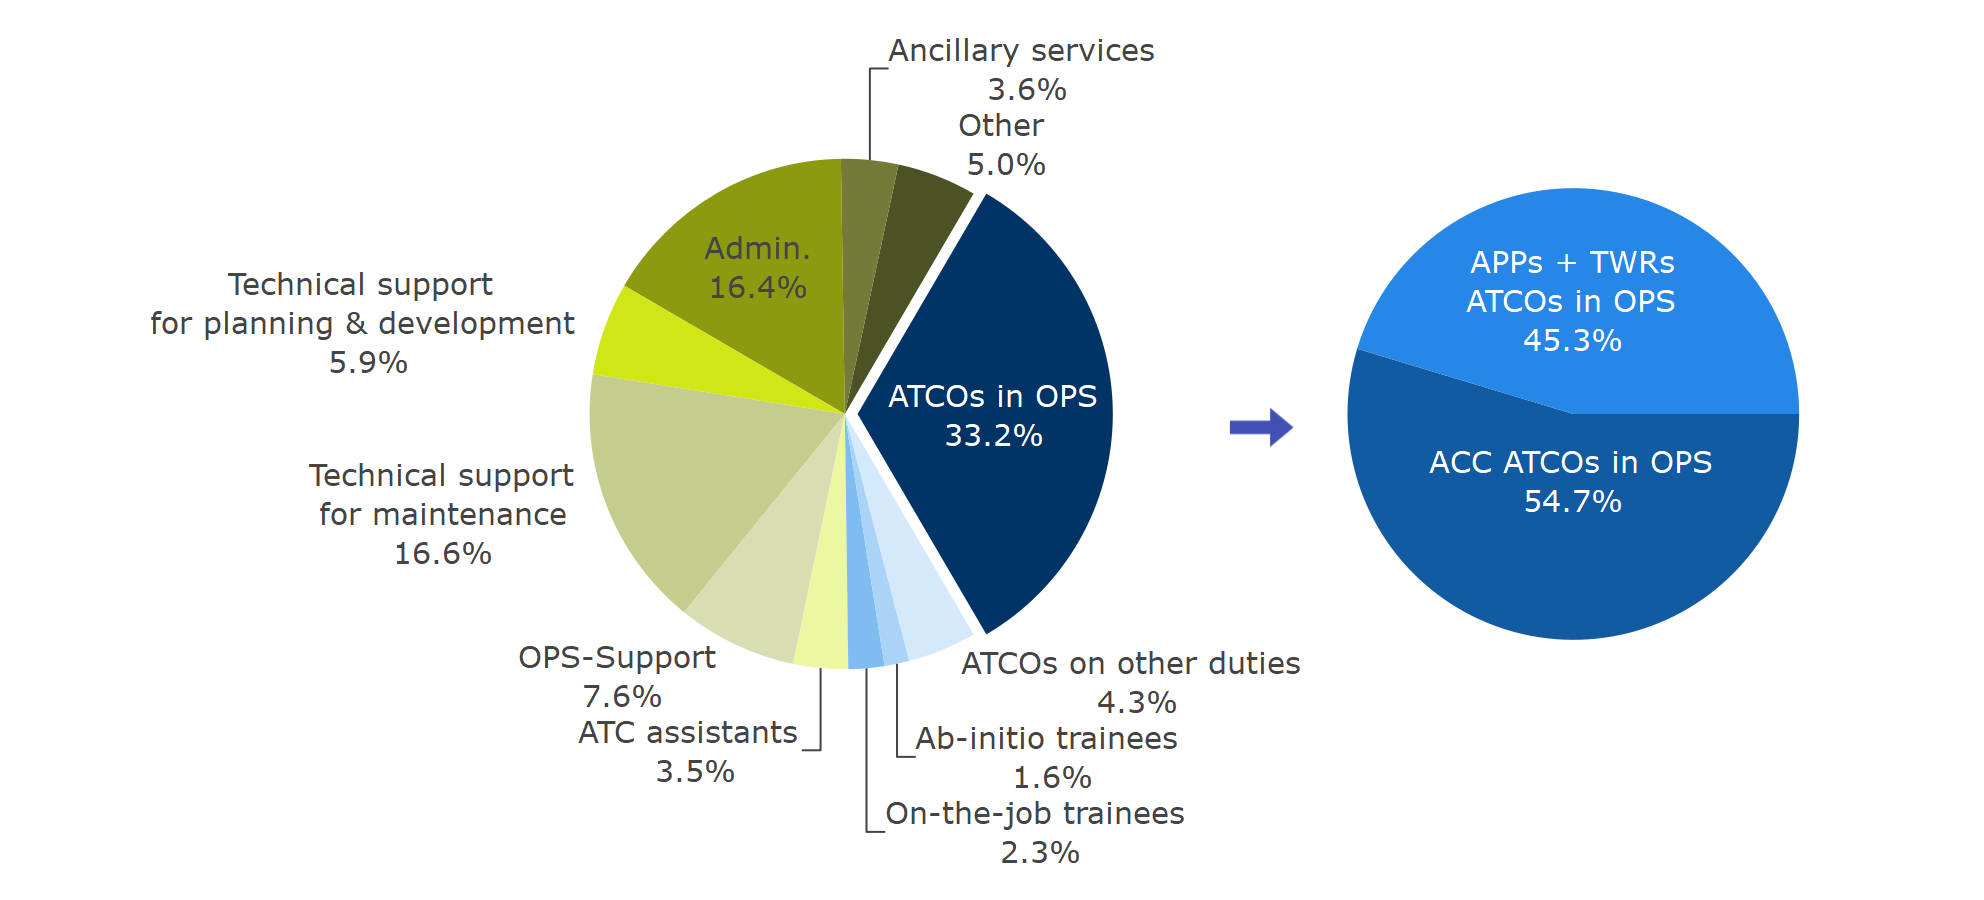 Ancillary services
3.6%
Other
5.0%
Admin.
16.4%
Technical support
for planning & development
5.9%
Technical support
for maintenance
16.6%
OPS-Support
7.6%
ATC assistants
3.5%
ATCOs in OPS
33.2%
ATCOs on other duties
4.3%
Ab-initio trainees
1.6%
On-the-job trainees
2.3%
APPs + TWRs
ATCOs in OPS
45.3%
ACC ATCOs in OPS
54.7%